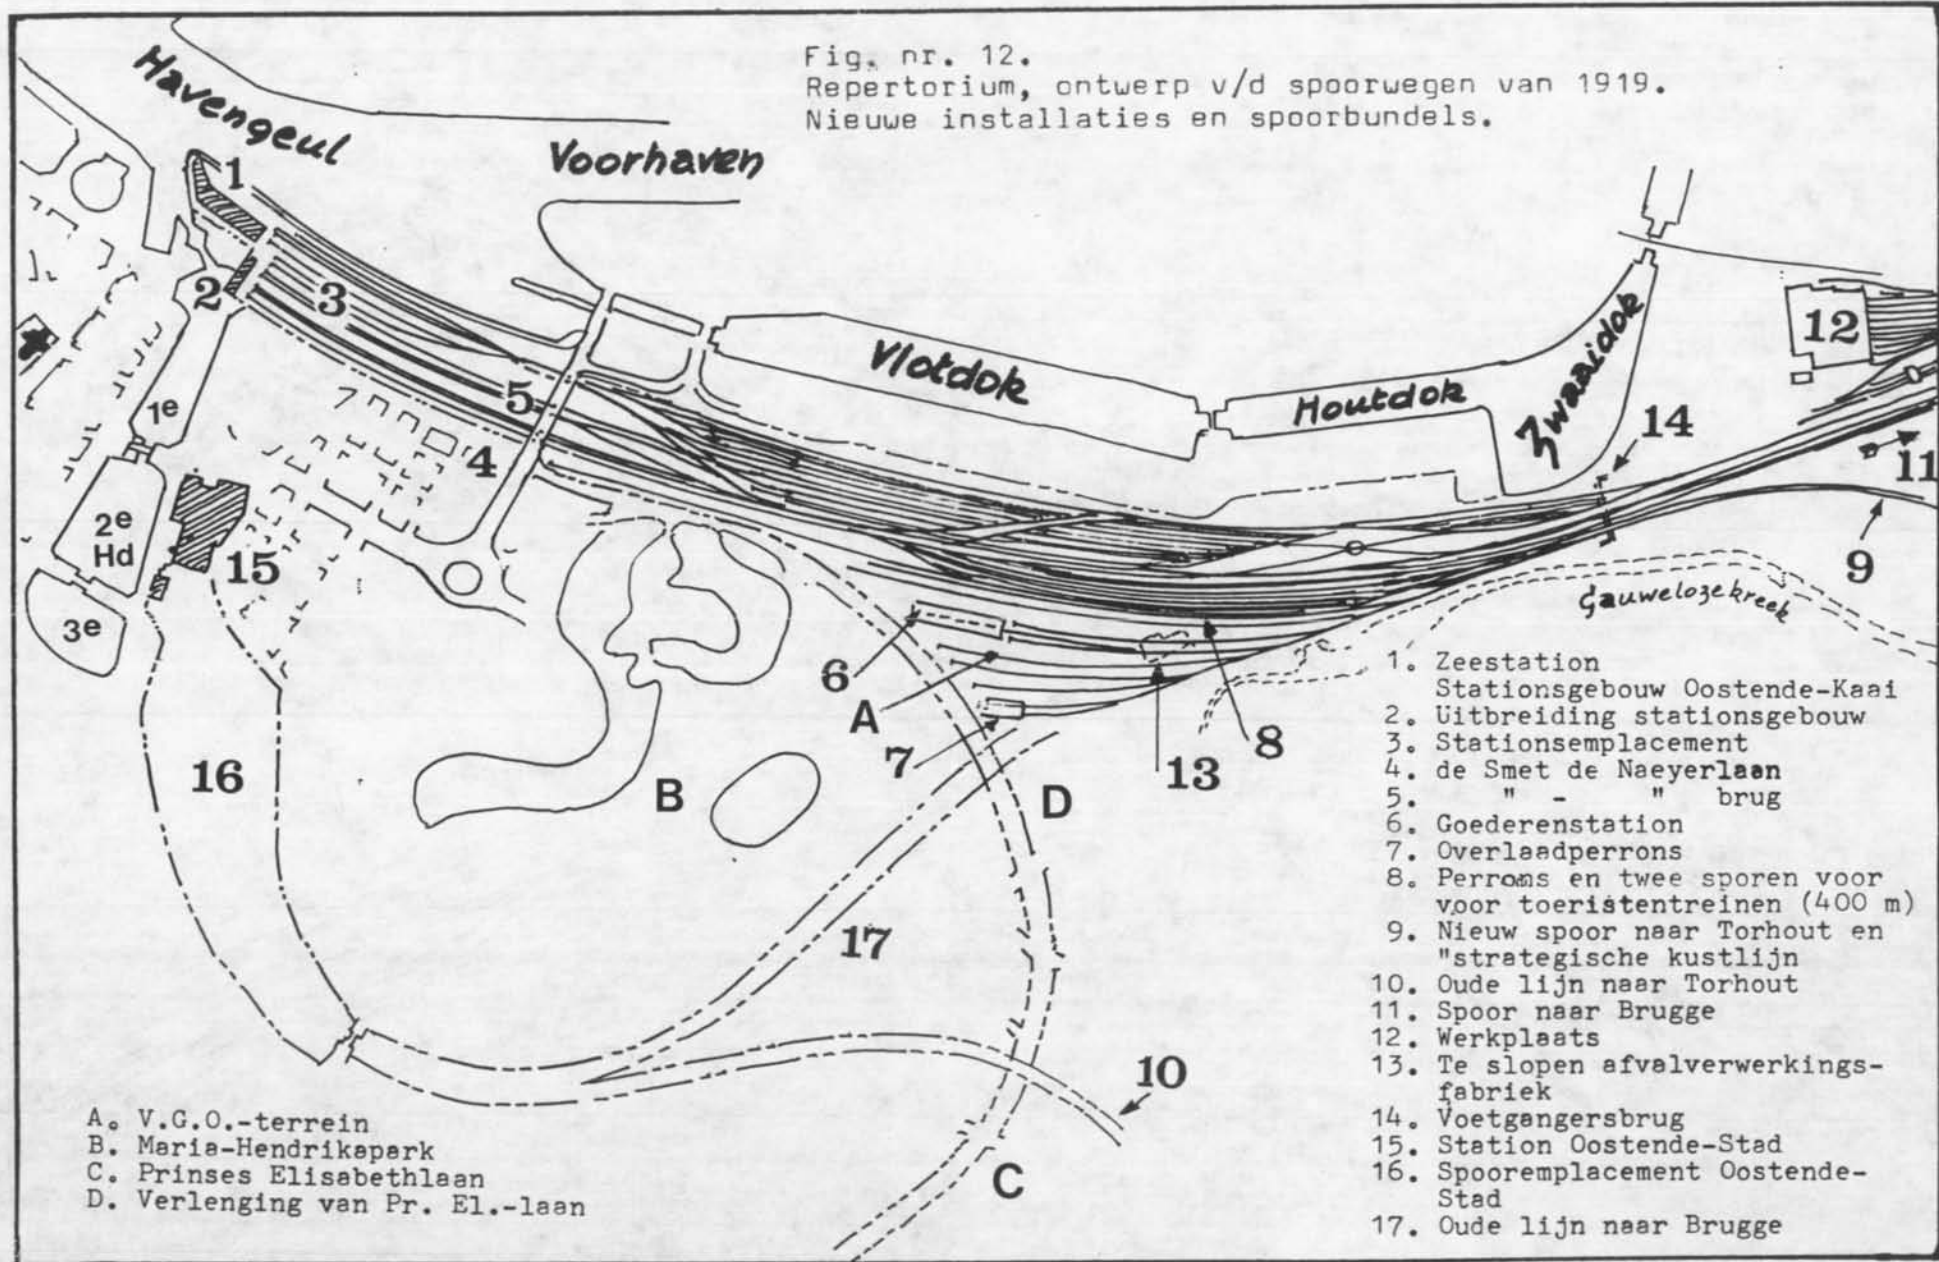 Fig. nr. 12.
Repertorium, ontwerp v/d spoorwegen van 1919.
Nieuwe installaties en spoorbundels.
Havengeul
Voorhaven
1
2
3
Vlotdok
Houtdok
Zwaaidok
12
1e
5
4
14
11
2e
Hd
15
9
3e
Gauwelozekreek
6
A
7
8
13
16
B
D
17
10
C
1. Zeestation
Stationsgebouw Oostende-Kaai
2. Uitbreiding stationsgebouw
3. Stationsemplacement
4. de Smet de Naeyerlaan
5. " - " brug
6. Goederenstation
7. Overlaadperrons
8. Perrons en twee sporen voor
voor toeristentreinen (400 m)
9. Nieuw spoor naar Torhout en
"strategische kustlijn
10. Oude lijn naar Torhout
11. Spoor naar Brugge
12. Werkplaats
13. Te slopen afvalverwerkings-
fabriek
14. Voetgangersbrug
15. Station Oostende-Stad
16. Spooremplacement Oostende-
Stad
17. Oude lijn naar Brugge
A. V.G.O.-terrein
B. Maria-Hendrikapark
C. Prinses Elisabethlaan
D. Verlenging van Pr. El.-laan